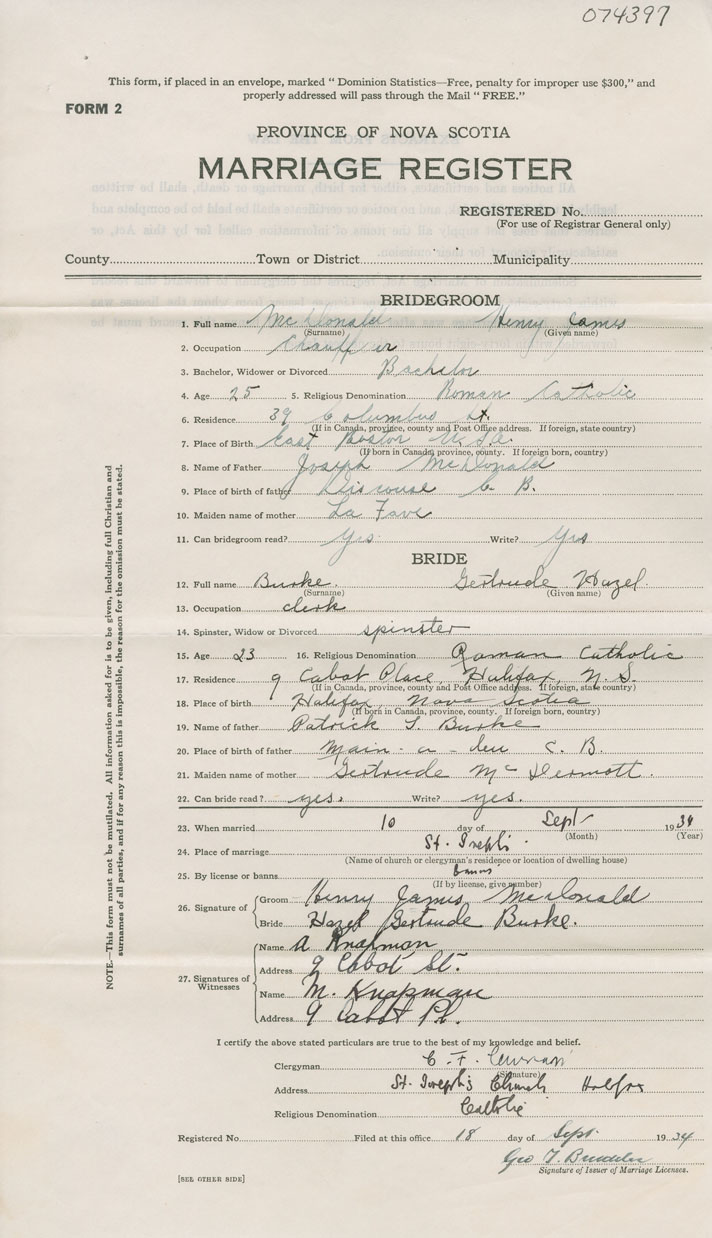 074397
This form, if placed in an envelope, marked " Dominion Statistics—Free, penalty for improper use $300," and
properly addressed will pass through the Mail " FREE."
FORM 2
PROVINCE OF NOVA SCOTIA
MARRIAGE REGISTER
REGISTERED No.
(For use of Registrar General only)
County Town or District Municipality
BRIDEGROOM
1. Full name McDonald Henry James
(Surname) (Given name)
2. Occupation Chauffeur
3. Bachelor, Widower or Divorced Bachelor
4. Age 25 5. Religious Denomination Roman Catholic
6. Residence 39 Columbus st.
(If in Canada, province, county and Post Office address. If foreign, state country)
7. Place of Birth East Boston U.S.a.
(If born in Canada, province, county. If foreign born, country)
8. Name of Father Joseph McDonald
9. Place of birth of father Discouse C. B.
10. Maiden name of mother La Fave
11. Can bridegroom read? Yes Write? Yes
BRIDE
12. Full name Burke. Gertrude Hazel.
(Surname) (Given name)
13. Occupation clerk
14. Spinster, Widow or Divorced spinster
15. Age 23 16. Religious Denomination Roman Catholic
17. Residence 9 Cabot Place, Halifax, N.S.
(If in Canada, province, county and Post Office address. If foreign, state country)
18. Place of birth Halifax, Nova Scotia
(If born in Canada, province, county. If foreign born, country)
19. Name of father Patrick L. Burke
20. Place of birth of father Main-a-dieu C. B.
21. Maiden name of mother Gertrude McDermott.
22. Can bride read? yes. Write? yes.
23. When married 10 day of Sept 1934
(Month) (Year)
24. Place of marriage St. Joseph's
(Name of church or clergyman's residence or location of dwelling house)
25. By license or banns banns
(If by license, give number)
26. Signature of Groom Henry James McDonald
Bride Hazel Gertrude Burke.
27. Signatures of Witnesses Name A Knapman
Address 9 Cabot St.
Name M. Knapman
Address 9 Cabot Pl.
I certify the above stated particulars are true to the best of my knowledge and belief.
Clergyman C. F. Curran
(Signature)
Address St. Joseph's Church Halifax
Religious Denomination Catholic
Registered No. Filed at this office 18 day of Sept. 1934
Geo T.
Signature of Issuer of Marriage Licenses.
[SEE OTHER SIDE]
NOTE.—This form must not be mutilated. All information asked for is to be given, including full Christian and
surnames of all parties, and if for any reason this is impossible, the reason for the omission must be stated.